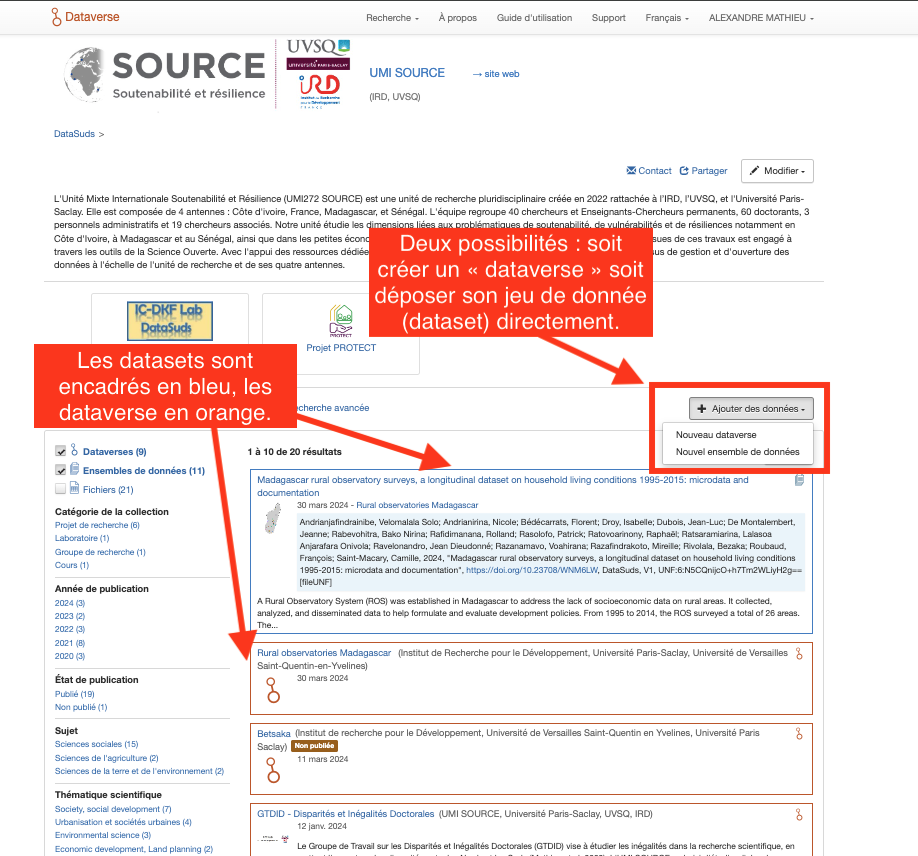 Dataverse
Recherche
À propos
Guide d'utilisation
Support
Français
ALEXANDRE MATHIEU
SOURCE
Soutenabilité et résilience
UVSQ
université PARIS-SACLAY
IRD
Institut de Recherche
pour le Développement
FRANCE
UMI SOURCE
→ site web
(IRD, UVSQ)
DataSuds >
Contact
Partager
Modifier
L'Unité Mixte Internationale Soutenabilité et Résilience (UMI272 SOURCE) est une unité de recherche pluridisciplinaire créée en 2022 rattachée à l'IRD, l'UVSQ, et l'Université Paris-
Saclay. Elle est composée de 4 antennes : Côte d'ivoire, France, Madagascar, et Sénégal. L'équipe regroupe 40 chercheurs et Enseignants-Chercheurs permanents, 60 doctorants, 3
personnels administratifs et 19 chercheurs associés. Notre unité étudie les dimensions liées aux problématiques de soutenabilité, de vulnérabilités et de résiliences notamment en
Côte d'Ivoire, à Madagascar et au Sénégal, ainsi que dans les petites écono
sues de ces travaux est engagé à
travers les outils de la Science Ouverte. Avec l'appui des ressources dédiée
sus de gestion et d'ouverture des
données à l'échelle de l'unité de recherche et de ses quatre antennes.
Deux possibilités : soit
créer un « dataverse » soit
déposer son jeu de donnée
(dataset) directement.
IC-DKF Lab
DataSuds
PROTECT
Projet PROTECT
Les datasets sont
encadrés en bleu, les
dataverse en orange.
cherche avancée
Ajouter des données
Nouveau dataverse
Nouvel ensemble de données
Dataverses (9)
Ensembles de données (11)
Fichiers (21)
Catégorie de la collection
Projet de recherche (6)
Laboratoire (1)
Groupe de recherche (1)
Cours (1)
Année de publication
2024 (3)
2023 (2)
2022 (3)
2021 (8)
2020 (3)
État de publication
Publié (19)
Non publié (1)
Sujet
Sciences sociales (15)
Sciences de l'agriculture (2)
Sciences de la terre et de l'environnement (2)
Thématique scientifique
Society, social development (7)
Urbanisation et sociétés urbaines (4)
Environmental science (3)
Economic development, Land planning (2)
1 à 10 de 20 résultats
Madagascar rural observatory surveys, a longitudinal dataset on household living conditions 1995-2015: microdata and
documentation
30 mars 2024 - Rural observatories Madagascar
Andrianjafindrainibe, Velomalala Solo; Andrianirina, Nicole; Bédécarrats, Florent; Droy, Isabelle; Dubois, Jean-Luc; De Montalembert,
Jeanne; Rabevohitra, Bako Nirina; Rafidimanana, Rolland; Rasolofo, Patrick; Ratovoarinony, Raphaël; Ratsaramiarina, Lalasoa
Anjarafara Onivola; Ravelonandro, Jean Dieudonné; Razanamavo, Voahirana; Razafindrakoto, Mireille; Rivolala, Bezaka; Roubaud,
François; Saint-Macary, Camille, 2024, "Madagascar rural observatory surveys, a longitudinal dataset on household living conditions
1995-2015: microdata and documentation", https://doi.org/10.23708/WNM6LW, DataSuds, V1, UNF:6:N5CQnijcO+h7Tm2WLiyH2g==
[fileUNF]
A Rural Observatory System (ROS) was established in Madagascar to address the lack of socioeconomic data on rural areas. It collected,
analyzed, and disseminated data to help formulate and evaluate development policies. From 1995 to 2014, the ROS surveyed a total of 26 areas.
The...
Rural observatories Madagascar (Institut de Recherche pour le Développement, Université Paris-Saclay, Université de Versailles
Saint-Quentin-en-Yvelines)
30 mars 2024
Betsaka (Institut de recherche pour le Développement, Université de Versailles Saint-Quentin en Yvelines, Université Paris
Saclay) Non publiée
11 mars 2024
GTDID - Disparités et Inégalités Doctorales (UMI SOURCE, Université Paris-Saclay, UVSQ, IRD)
12 janv. 2024
Le Groupe de Travail sur les Disparités et Inégalités Doctorales (GTDID) vise à étudier les inégalités dans la recherche scientifique, en